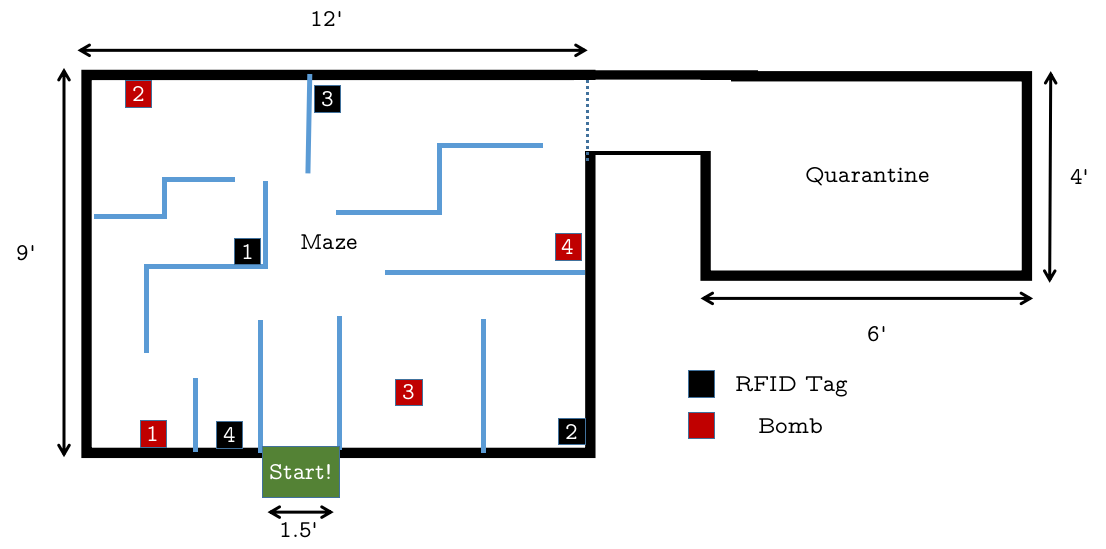 12'
2
3
Quarantine
4'
Maze
1
4
9'
6'
RFID Tag
3
Bomb
1
4
2
Start!
1.5'